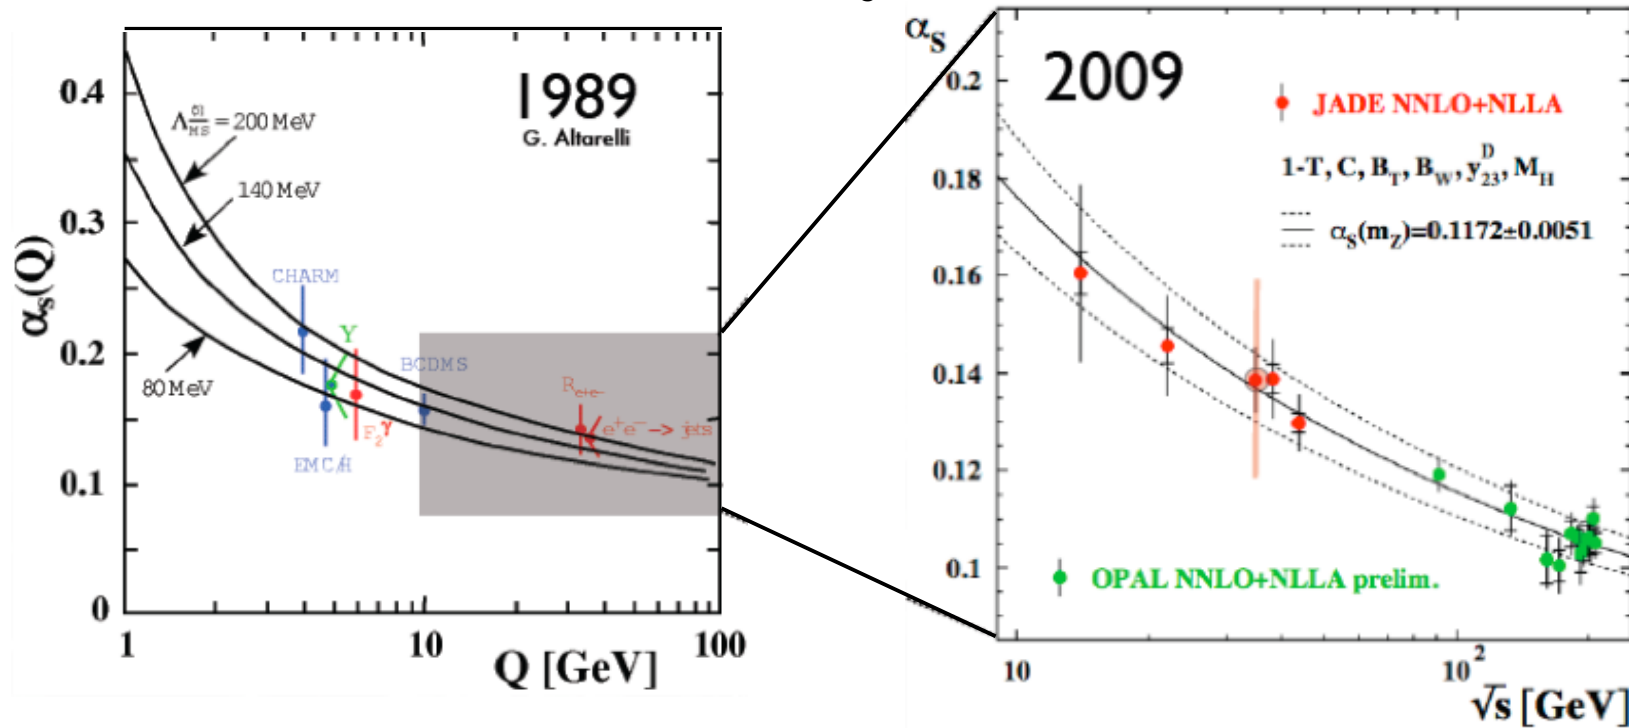 1989
G. Altarelli
0.4
0.3
0.2
0.1
0
αs(Q)
=200 MeV
140 MeV
80 MeV
CHARM
Υ
BCDMS
EMC/H
F2γ
Re+e-
e+e- → jets
1
10
100
Q [GeV]
2009
αS
0.2
0.18
0.16
0.14
0.12
0.1
JADE NNLO+NLLA
1-T, C, BT, BW, yD23, MH
αS(mZ)=0.1172±0.0051
OPAL NNLO+NLLA prelim.
10
10²
√s [GeV]